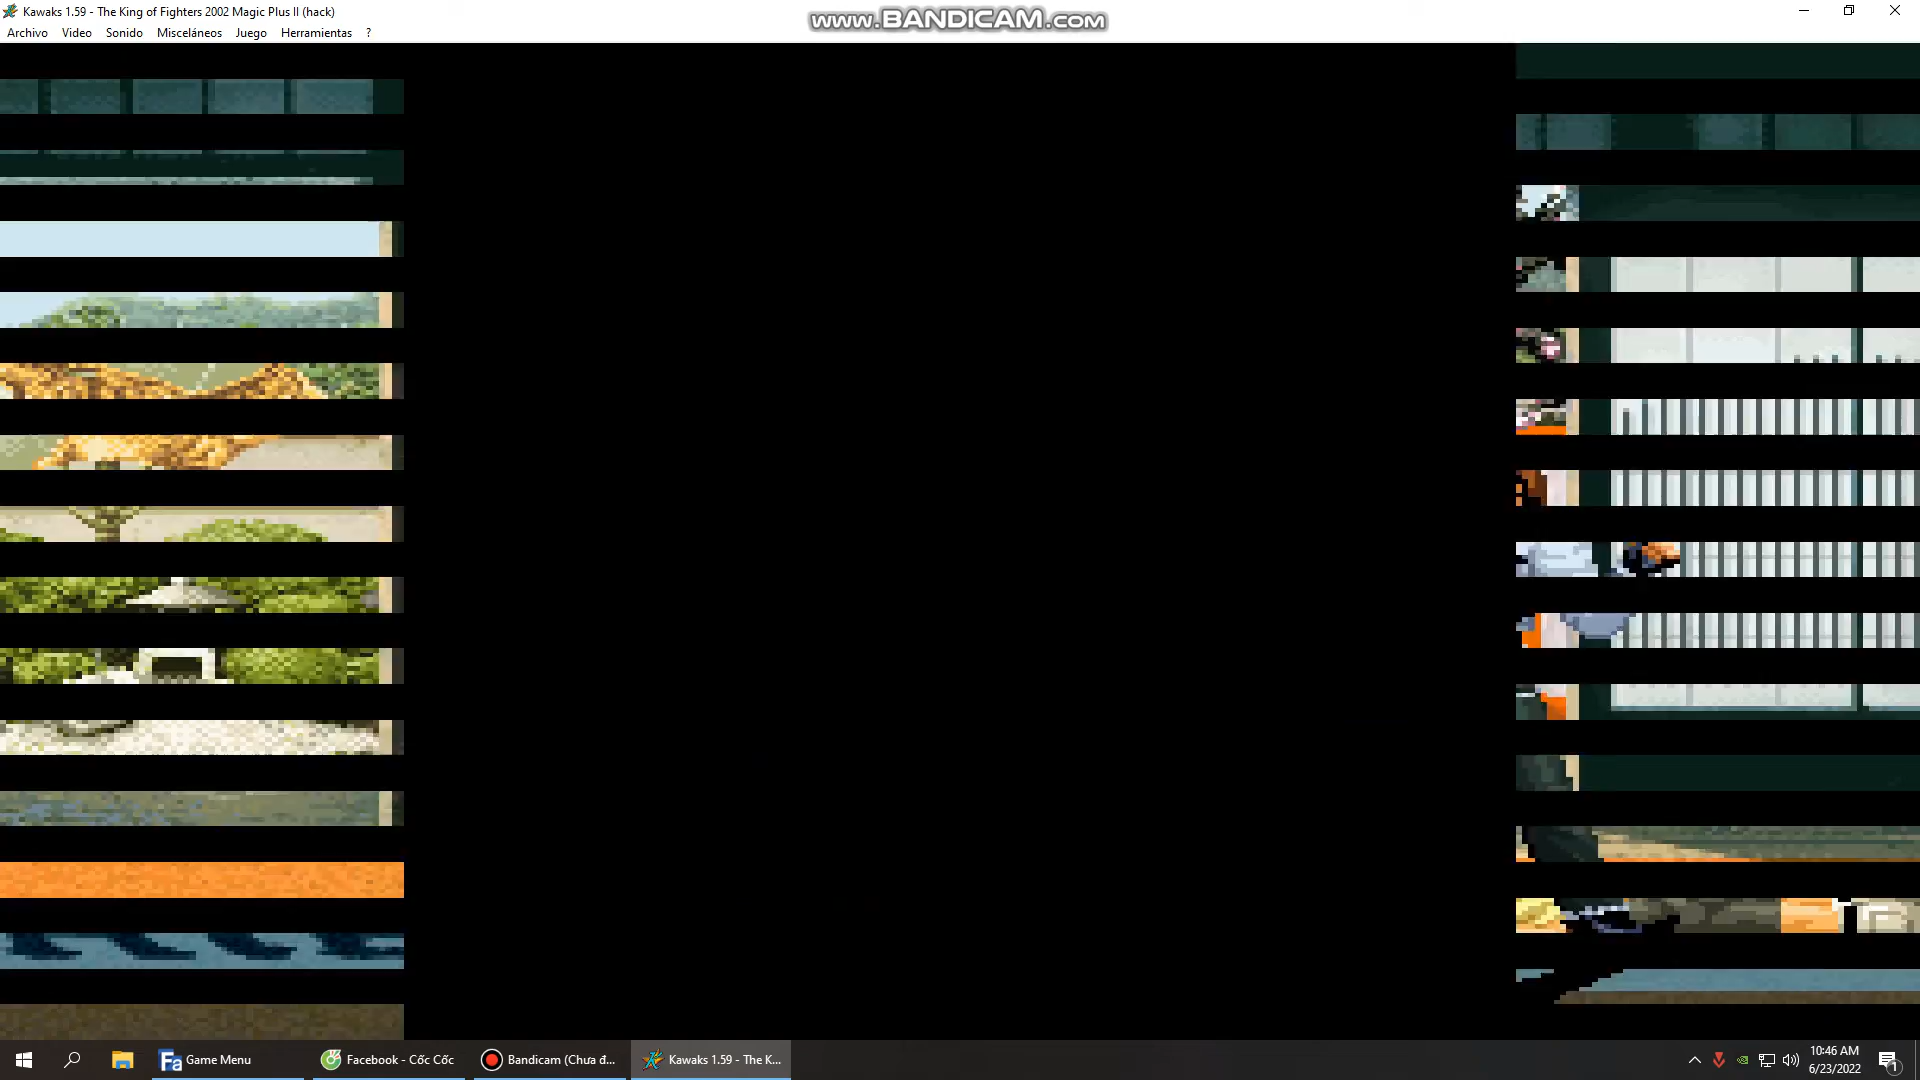 Kawaks 1.59 - The King of Fighters 2002 Magic Plus II (hack)
www.BANDICAM.COM
Archivo Video Sonido Misceláneos Juego Herramientas ?
Game Menu
Facebook - Cốc Cốc
Bandicam (Chưa đ...
Kawaks 1.59 - The K...
10:46 AM
6/23/2022
1